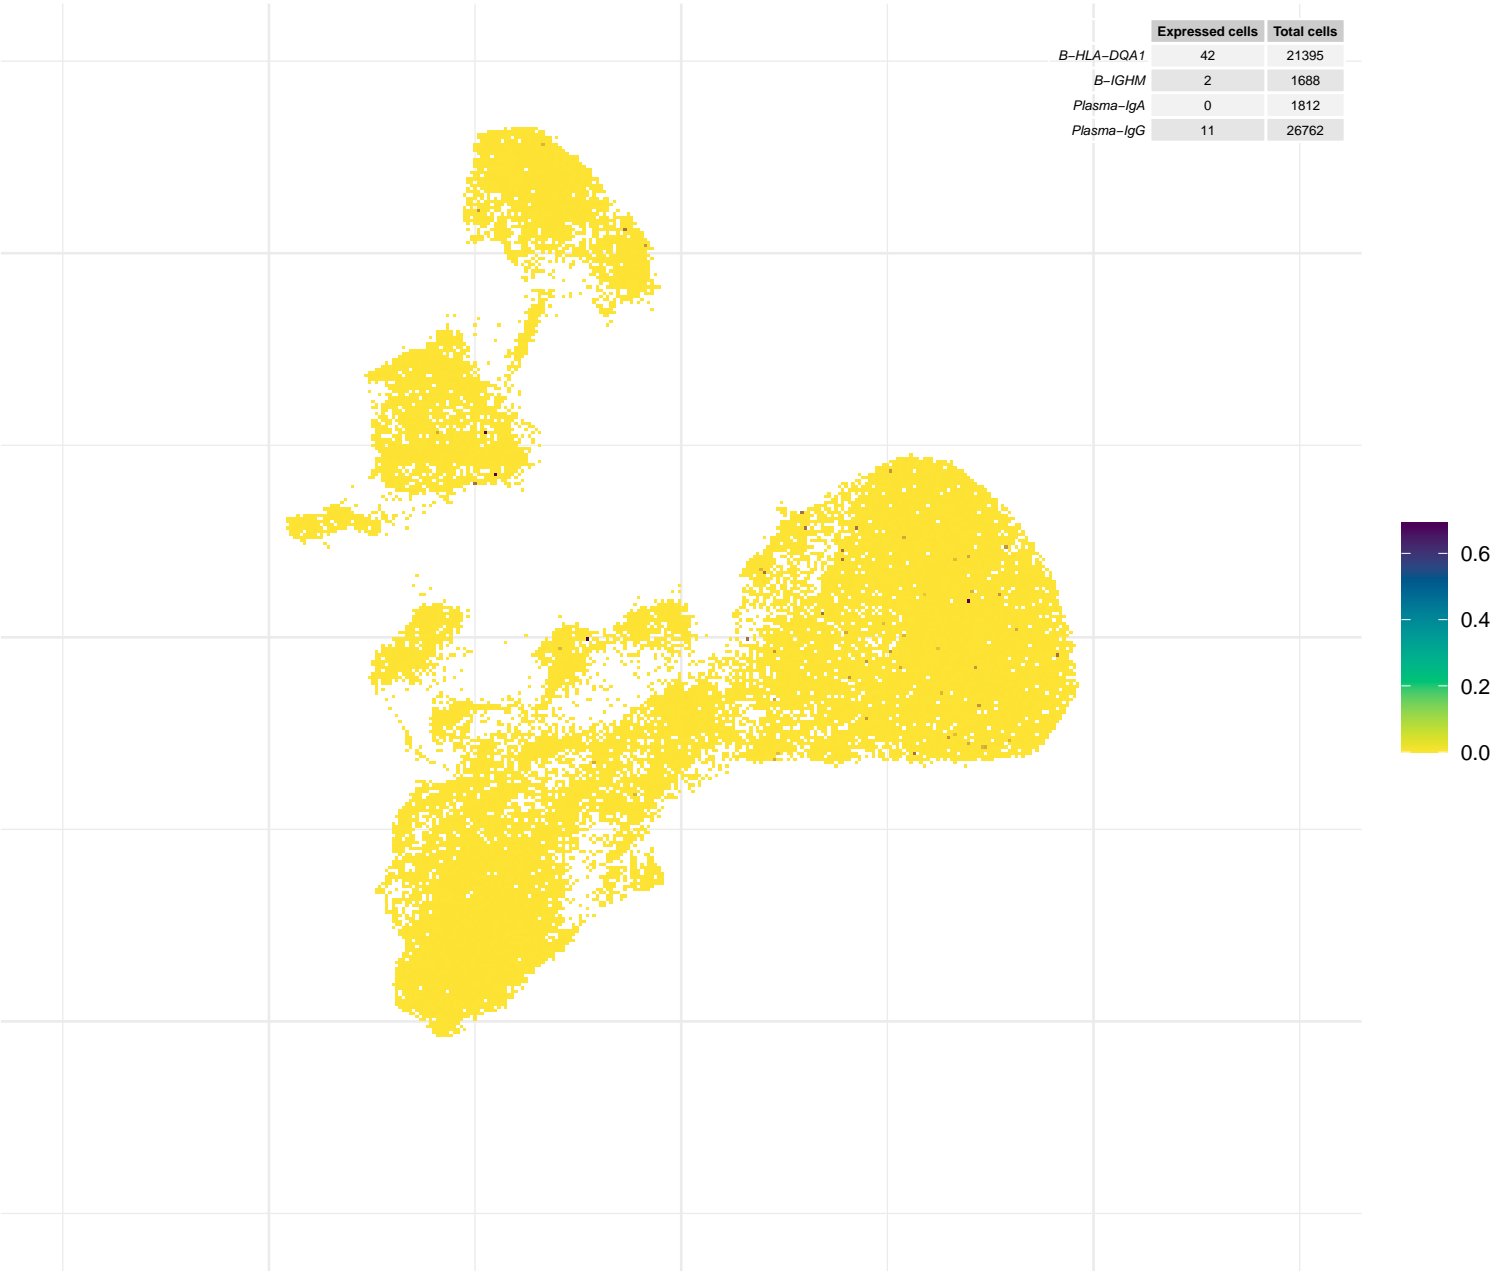 Expressed cells Total cells
B−HLA−DQA1 42 21395
B−IGHM 2 1688
Plasma−IgA 0 1812
Plasma−IgG 11 26762
0.6
0.4
0.2
0.0